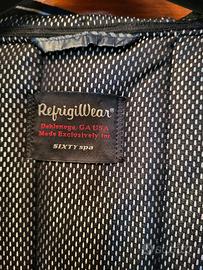 RefrigiWear
Dahlonega, GA USA
Made Exclusively for
SIXTY spa